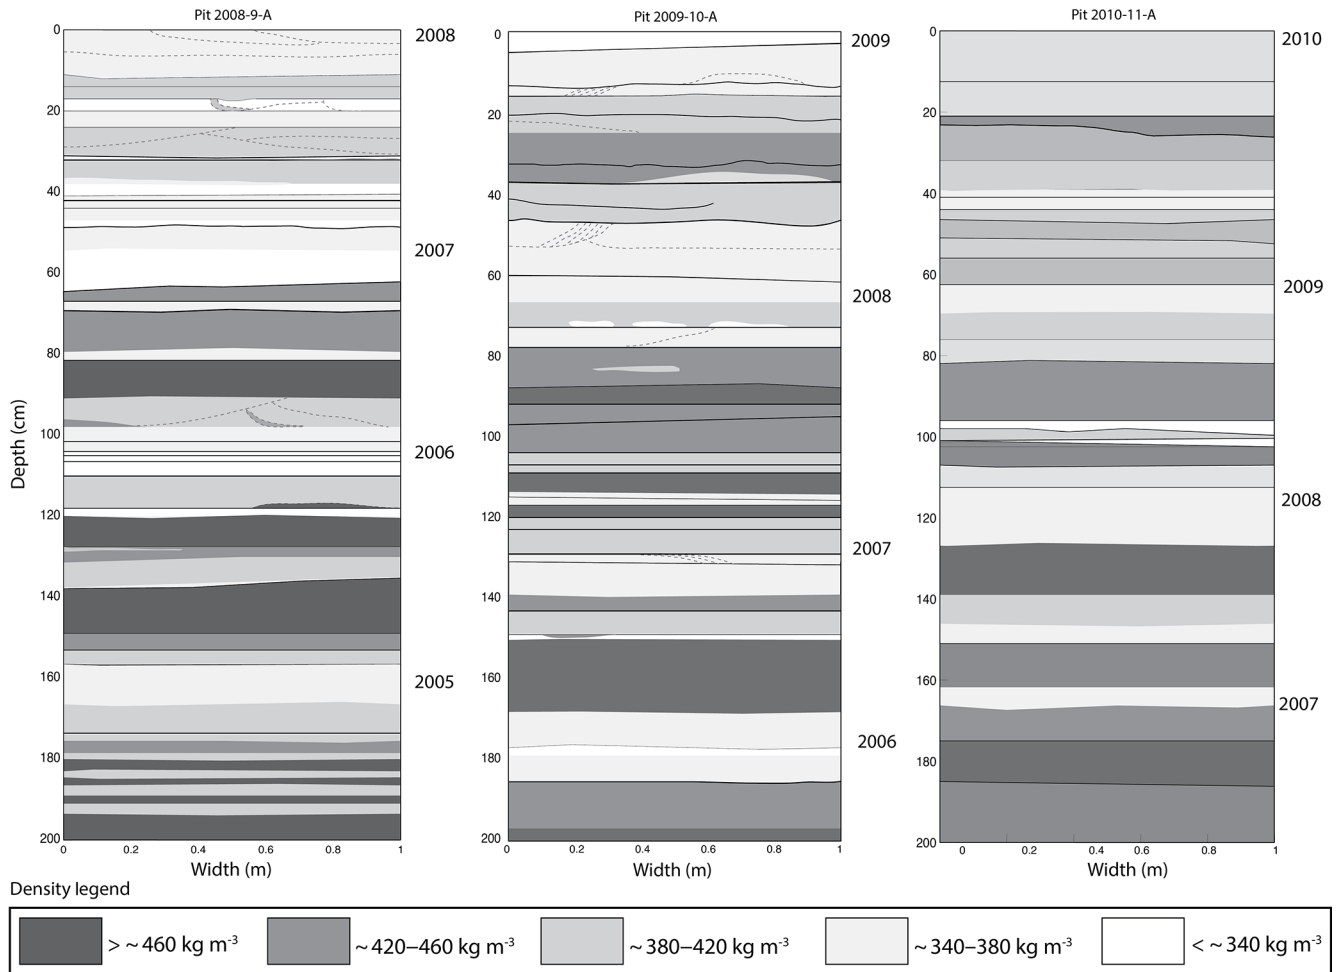 Pit 2008-9-A
Pit 2009-10-A
Pit 2010-11-A
Depth (cm)
0
20
40
60
80
100
120
140
160
180
200
2008
2007
2006
2005
0 0.2 0.4 0.6 0.8 1
Width (m)
0
20
40
60
80
100
120
140
160
180
200
2009
2008
2007
2006
0 0.2 0.4 0.6 0.8 1
Width (m)
0
20
40
60
80
100
120
140
160
180
200
2010
2009
2008
2007
0 0.2 0.4 0.6 0.8 1
Width (m)
Density legend
> ~ 460 kg m⁻³
~ 420–460 kg m⁻³
~ 380–420 kg m⁻³
~ 340–380 kg m⁻³
< ~ 340 kg m⁻³